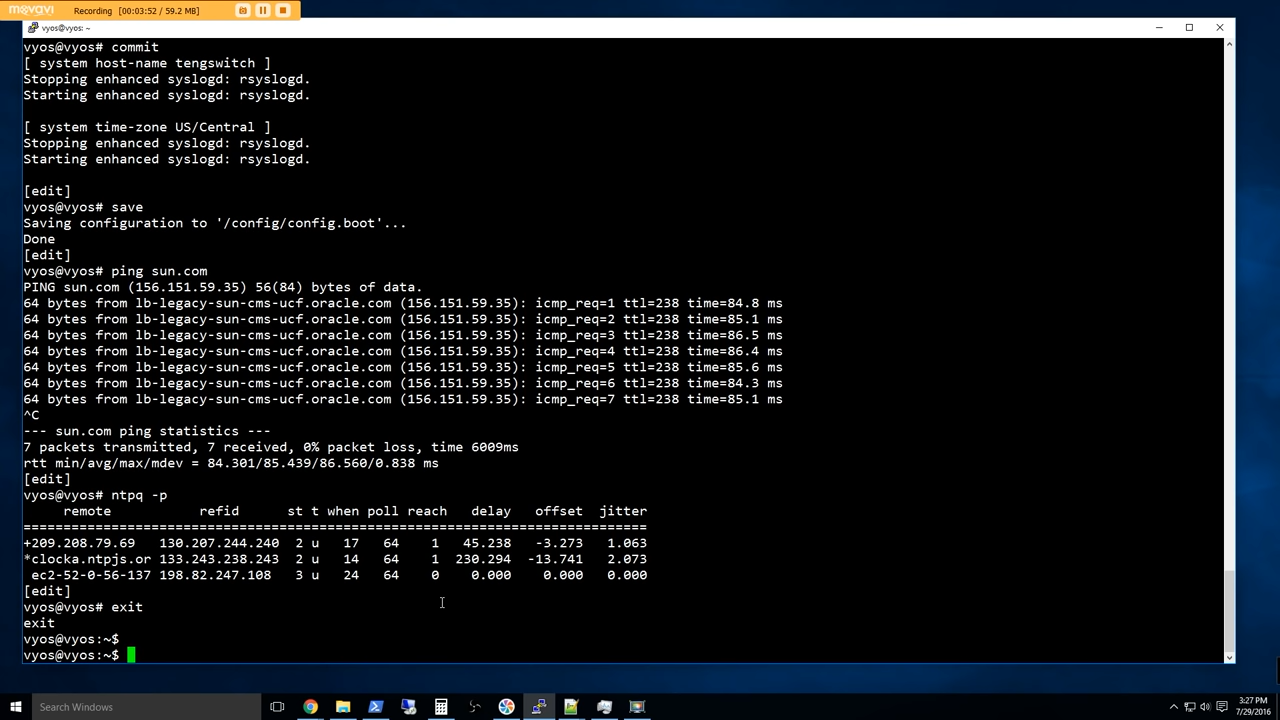 movavi
Recording [00:03:52 / 59.2 MB]
vyos@vyos: ~
vyos@vyos# commit
[ system host-name tengswitch ]
Stopping enhanced syslogd: rsyslogd.
Starting enhanced syslogd: rsyslogd.
[ system time-zone US/Central ]
Stopping enhanced syslogd: rsyslogd.
Starting enhanced syslogd: rsyslogd.
[edit]
vyos@vyos# save
Saving configuration to '/config/config.boot'...
Done
[edit]
vyos@vyos# ping sun.com
PING sun.com (156.151.59.35) 56(84) bytes of data.
64 bytes from lb-legacy-sun-cms-ucf.oracle.com (156.151.59.35): icmp_req=1 ttl=238 time=84.8 ms
64 bytes from lb-legacy-sun-cms-ucf.oracle.com (156.151.59.35): icmp_req=2 ttl=238 time=85.1 ms
64 bytes from lb-legacy-sun-cms-ucf.oracle.com (156.151.59.35): icmp_req=3 ttl=238 time=86.5 ms
64 bytes from lb-legacy-sun-cms-ucf.oracle.com (156.151.59.35): icmp_req=4 ttl=238 time=86.4 ms
64 bytes from lb-legacy-sun-cms-ucf.oracle.com (156.151.59.35): icmp_req=5 ttl=238 time=85.6 ms
64 bytes from lb-legacy-sun-cms-ucf.oracle.com (156.151.59.35): icmp_req=6 ttl=238 time=84.3 ms
64 bytes from lb-legacy-sun-cms-ucf.oracle.com (156.151.59.35): icmp_req=7 ttl=238 time=85.1 ms
^C
--- sun.com ping statistics ---
7 packets transmitted, 7 received, 0% packet loss, time 6009ms
rtt min/avg/max/mdev = 84.301/85.439/86.560/0.838 ms
[edit]
vyos@vyos# ntpq -p
remote refid st t when poll reach delay offset jitter
==============================================================================
+209.208.79.69 130.207.244.240 2 u 17 64 1 45.238 -3.273 1.063
*clocka.ntpjs.or 133.243.238.243 2 u 14 64 1 230.294 -13.741 2.073
ec2-52-0-56-137 198.82.247.108 3 u 24 64 0 0.000 0.000 0.000
[edit]
vyos@vyos# exit
exit
vyos@vyos:~$
vyos@vyos:~$
Search Windows
3:27 PM
7/29/2016